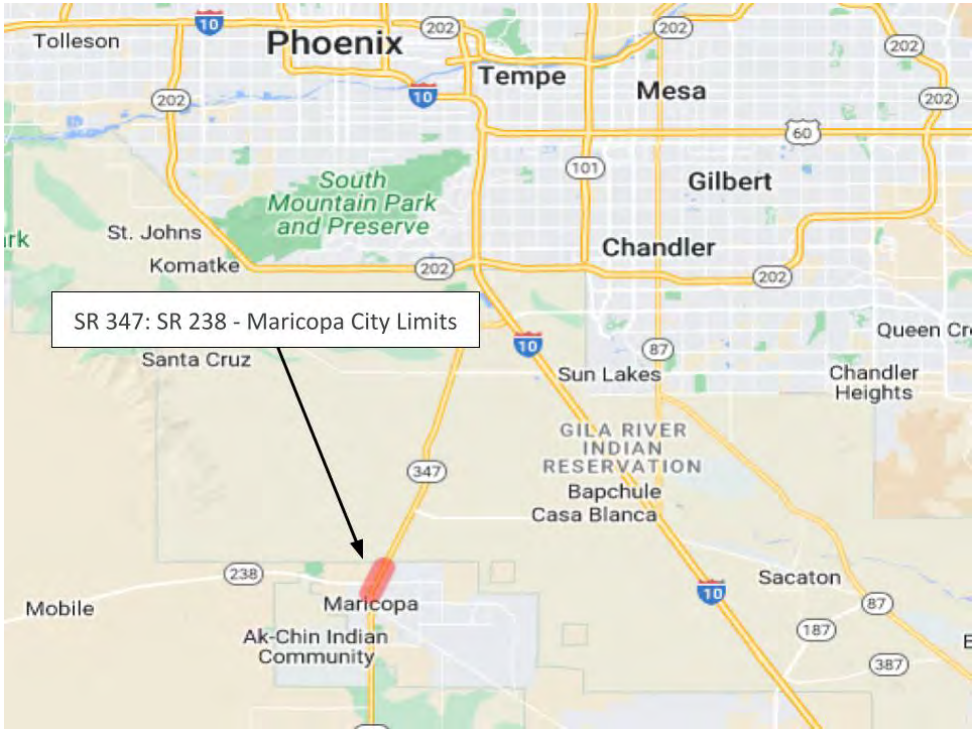 10
202
202
Tolleson
Phoenix
202
Tempe
202
10
Mesa
202
60
101
South
Mountain Park
and Preserve
Gilbert
rk
St. Johns
Komatke
202
Chandler
202
SR 347: SR 238 - Maricopa City Limits
10
Queen Cr
Santa Cruz
87
Sun Lakes
Chandler
Heights
GILA RIVER
INDIAN
RESERVATION
347
Bapchule
Casa Blanca
238
Sacaton
10
Mobile
Maricopa
87
187
Ak-Chin Indian
Community
387
E